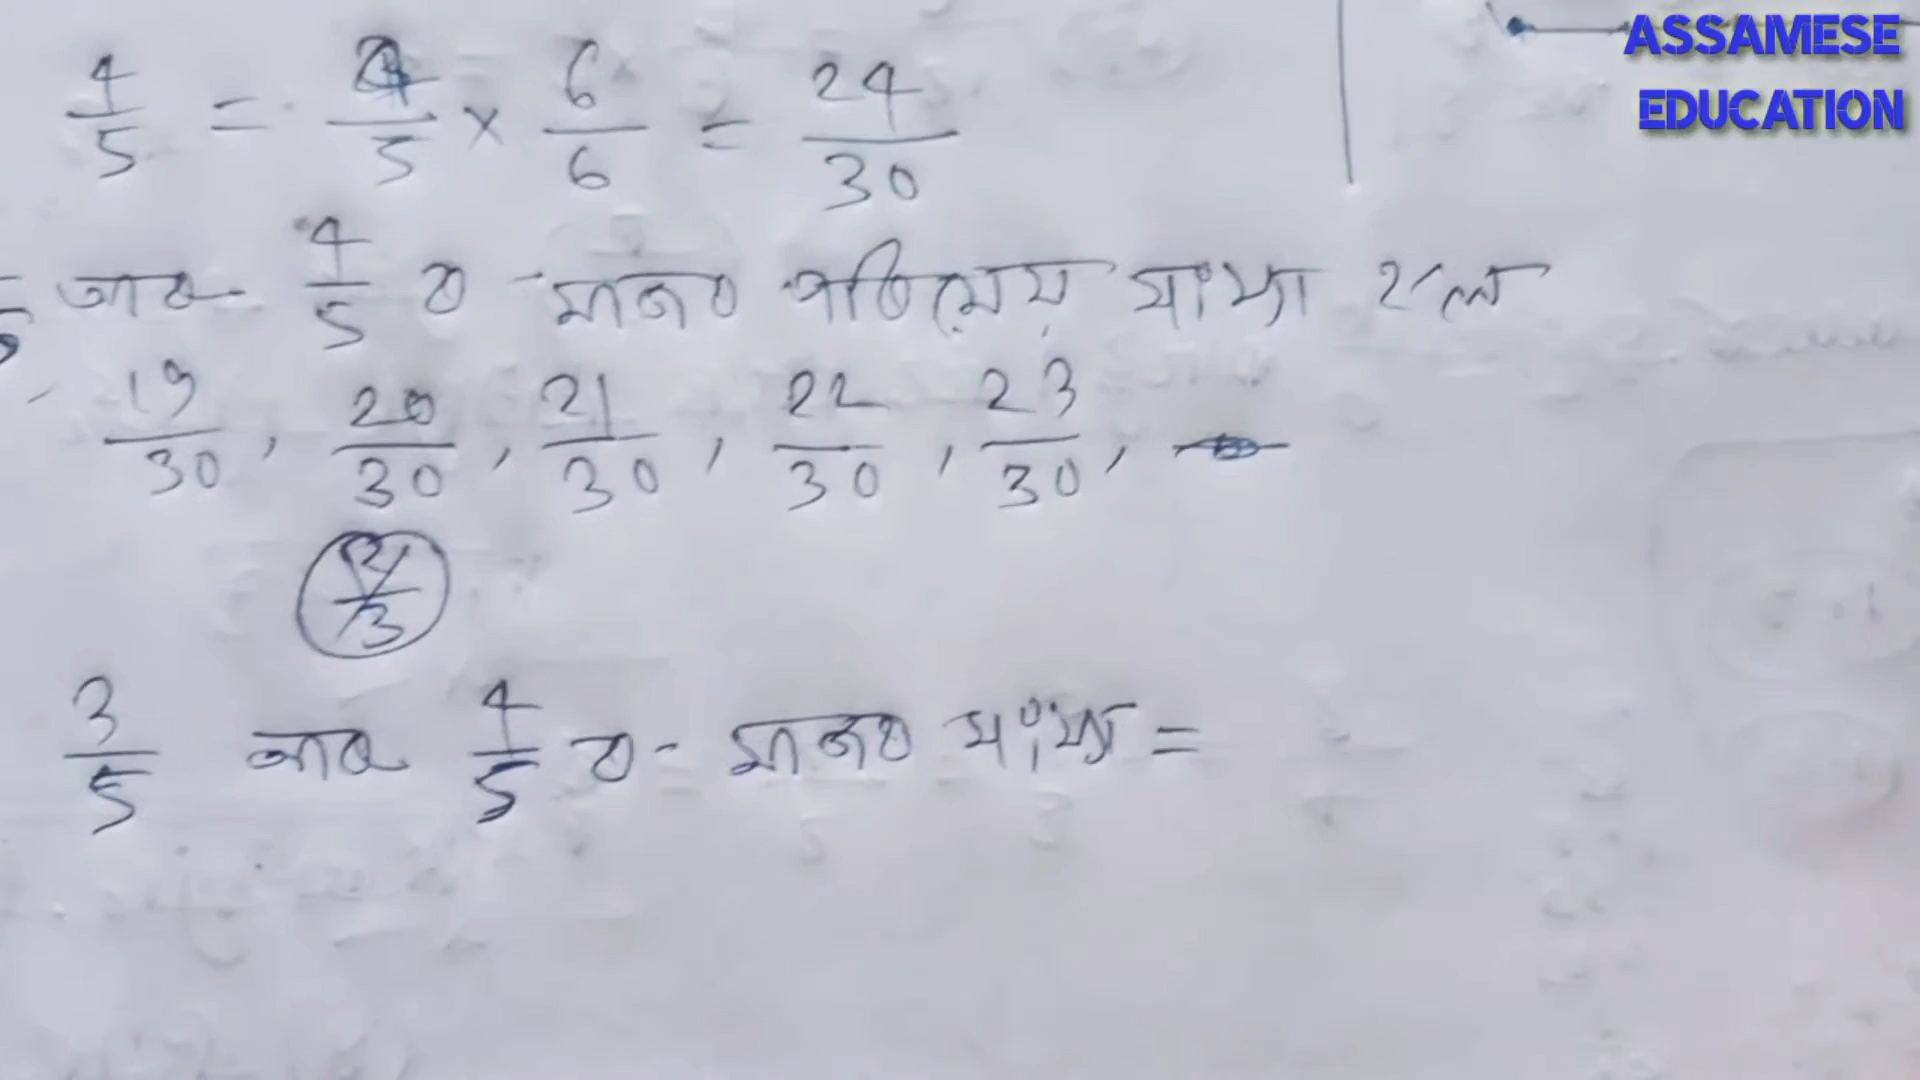 ASSAMESE
EDUCATION
4/5 = 4/5 × 6/6 = 24/30
আৰু 4/5 ৰ মাজৰ পৰিমেয় সংখ্যা হ'ল
19/30, 20/30, 21/30, 22/30, 23/30,
3/5 আৰু 4/5 ৰ মাজৰ সংখ্যা =